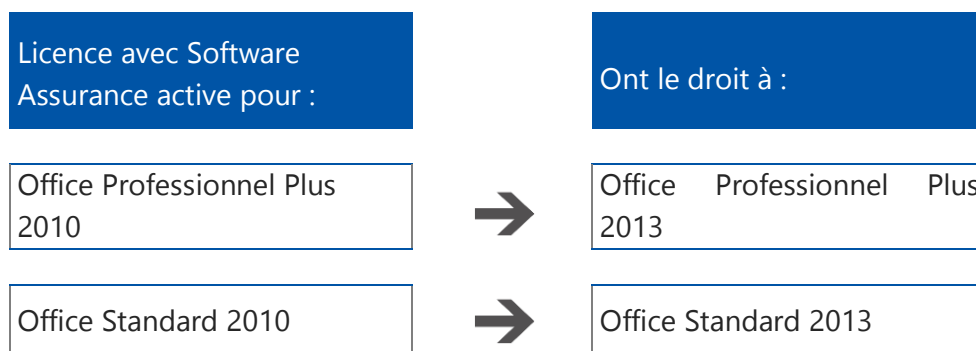 Licence avec Software
Assurance active pour :
Ont le droit à :
Office Professionnel Plus
2010
Office Professionnel Plus
2013
Office Standard 2010
Office Standard 2013